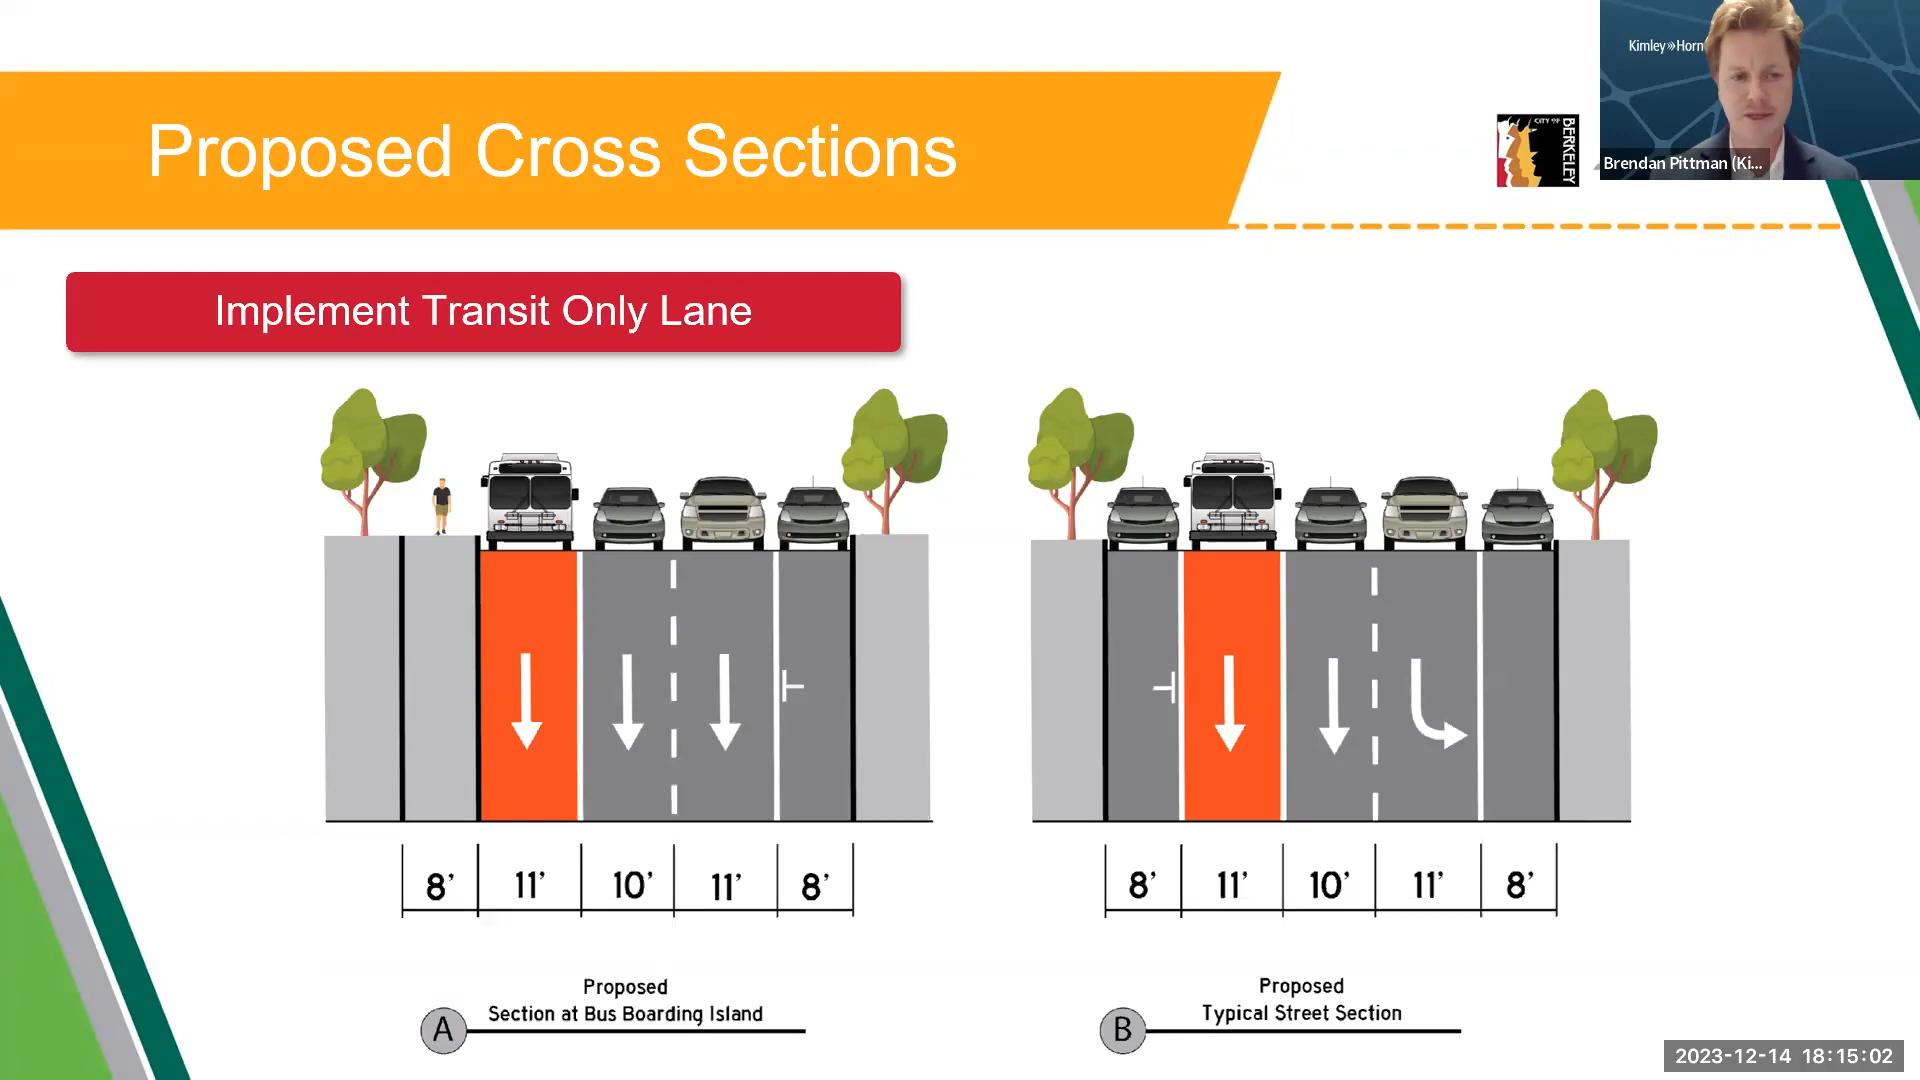 Kimley»Horn
Brendan Pittman (Ki...
CITY OF
BERKELEY
Proposed Cross Sections
Implement Transit Only Lane
8' 11' 10' 11' 8'
8' 11' 10' 11' 8'
A
Proposed
Section at Bus Boarding Island
B
Proposed
Typical Street Section
2023-12-14 18:15:02